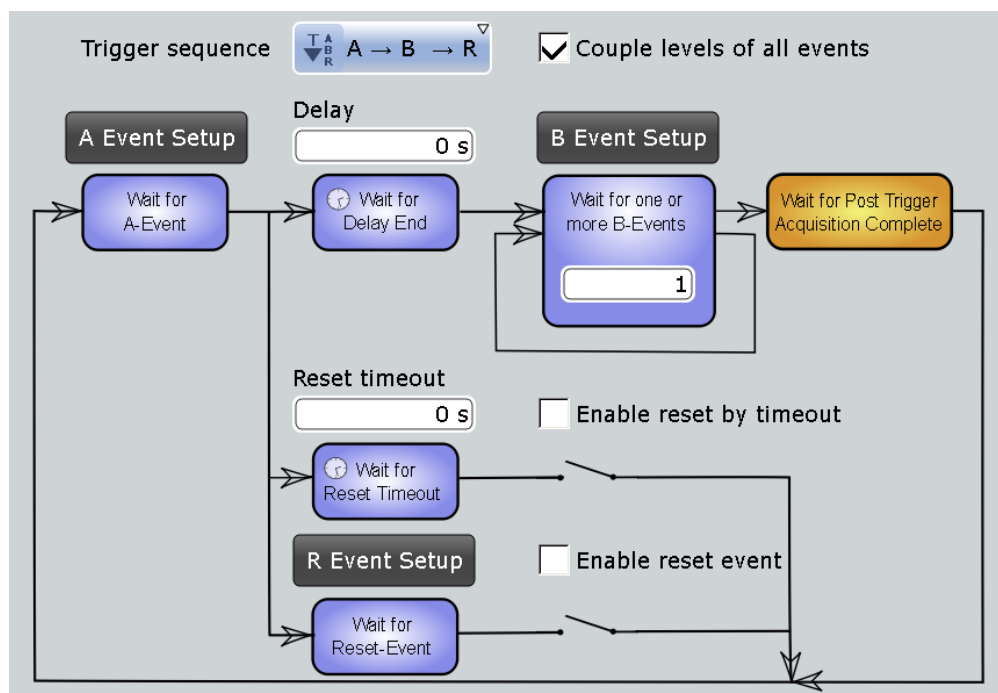 Trigger sequence
T A B R A → B → R
Couple levels of all events
Delay
A Event Setup
0 s
B Event Setup
Wait for
A-Event
Wait for
Delay End
Wait for one or
more B-Events
1
Wait for Post Trigger
Acquisition Complete
Reset timeout
0 s
Enable reset by timeout
Wait for
Reset Timeout
R Event Setup
Enable reset event
Wait for
Reset-Event